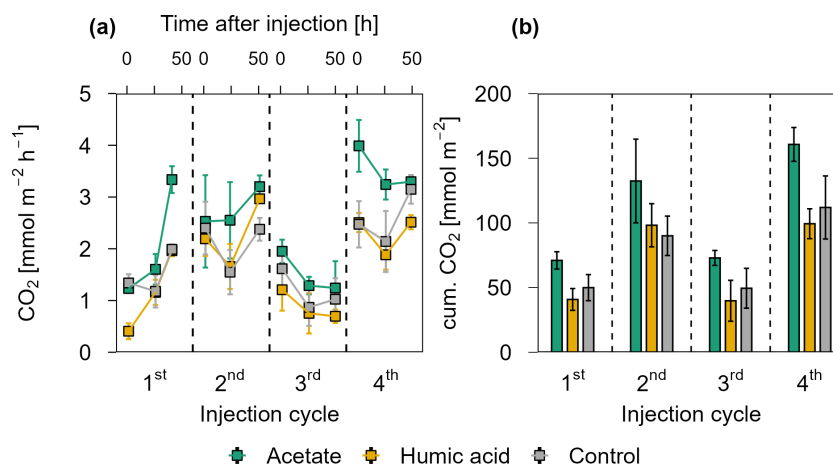 (a) Time after injection [h] (b)
0 50 0 50 0 50 0 50
CO₂ [mmol m⁻² h⁻¹]
5
4
3
2
1
0
1ˢᵗ 2ⁿᵈ 3ʳᵈ 4ᵗʰ
Injection cycle
cum. CO₂ [mmol m⁻²]
200
150
100
50
0
1ˢᵗ 2ⁿᵈ 3ʳᵈ 4ᵗʰ
Injection cycle
Acetate Humic acid Control